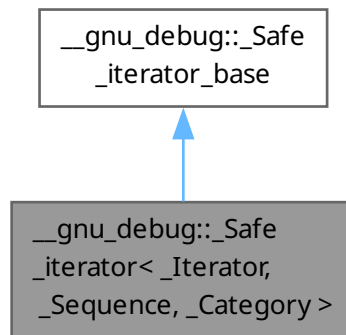 __gnu_debug::_Safe
_iterator_base
__gnu_debug::_Safe
_iterator< _Iterator,
_Sequence, _Category >